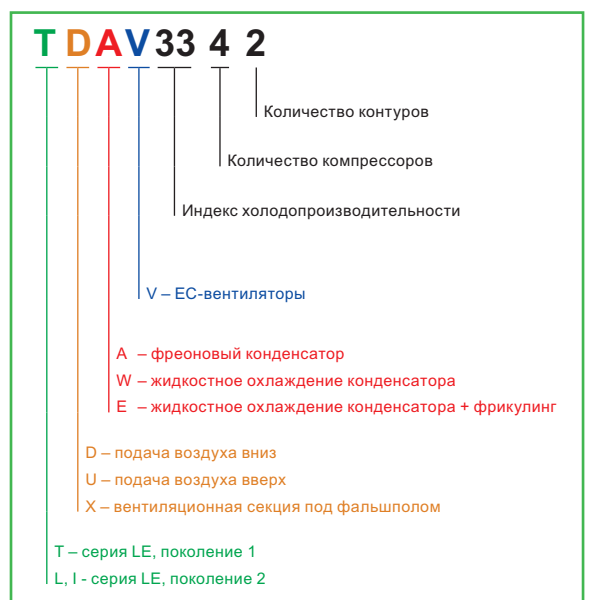 TDAV33 4 2
Количество контуров
Количество компрессоров
Индекс холодопроизводительности
V – ЕС-вентиляторы
A – фреоновый конденсатор
W – жидкостное охлаждение конденсатора
E – жидкостное охлаждение конденсатора + фрикулинг
D – подача воздуха вниз
U – подача воздуха вверх
X – вентиляционная секция под фальшполом
T – серия LE, поколение 1
L, I - серия LE, поколение 2